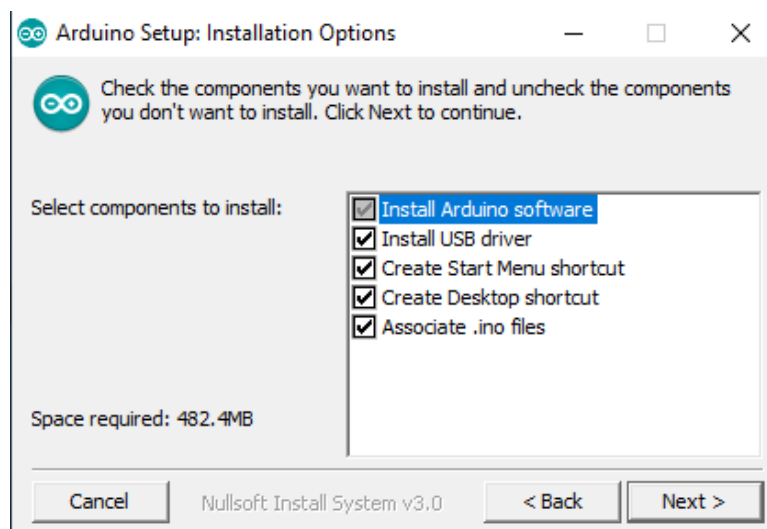 Arduino Setup: Installation Options
Check the components you want to install and uncheck the components
you don't want to install. Click Next to continue.
Select components to install:
Install Arduino software
Install USB driver
Create Start Menu shortcut
Create Desktop shortcut
Associate .ino files
Space required: 482.4MB
Cancel
Nullsoft Install System v3.0
< Back
Next >